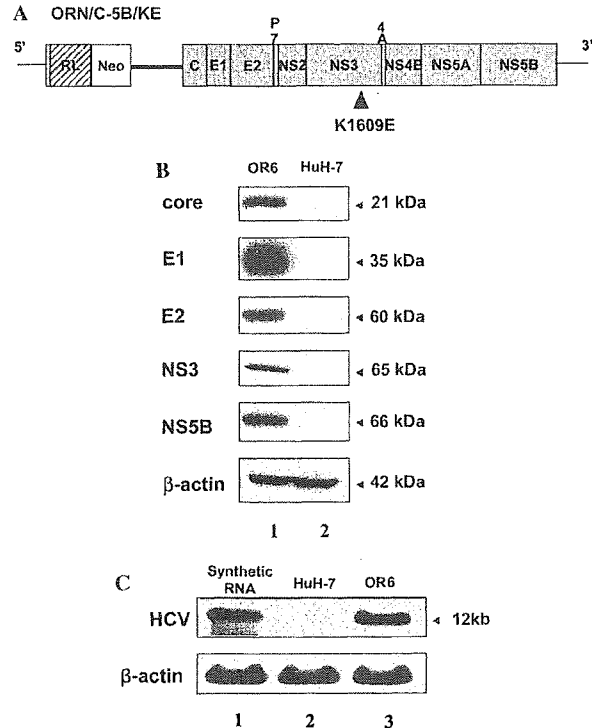 A ORN/C-5B/KE
5' RL Neo C E1 E2 P7 NS2 NS3 4A NS4B NS5A NS5B 3'
K1609E
B OR6 HuH-7
core 21 kDa
E1 35 kDa
E2 60 kDa
NS3 65 kDa
NS5B 66 kDa
β-actin 42 kDa
1 2
C Synthetic RNA HuH-7 OR6
HCV 12kb
β-actin
1 2 3